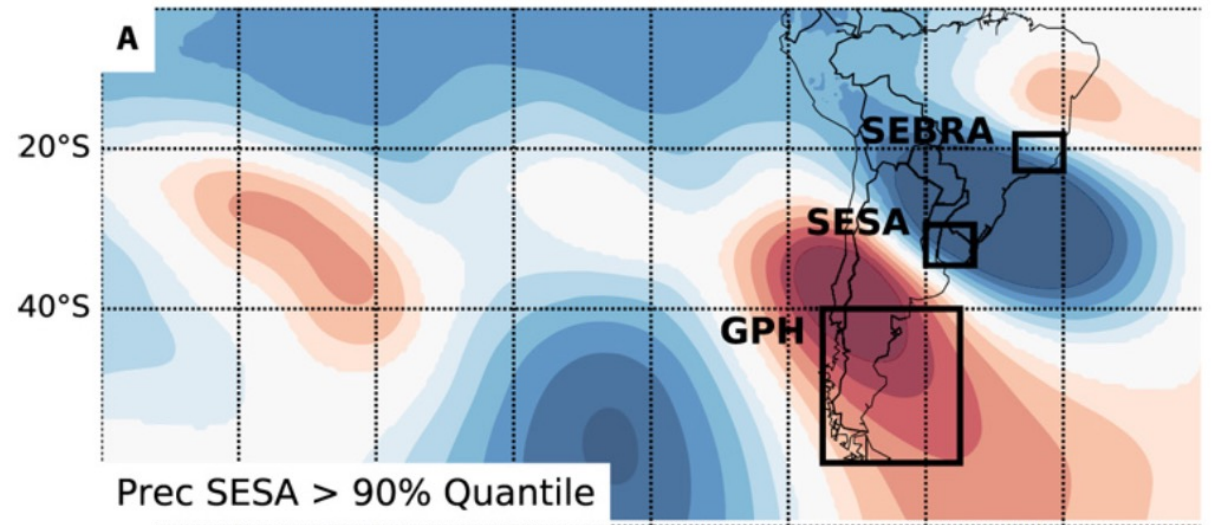 A
SEBRA
20°S
SESA
40°S
GPH
Prec SESA > 90% Quantile